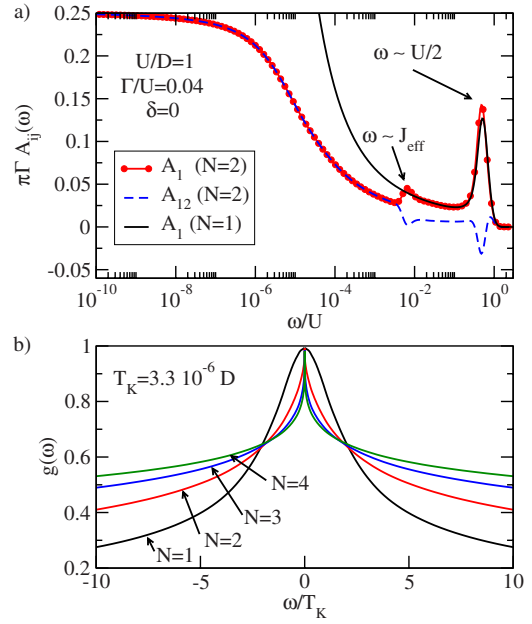 a)
0.25
0.20
0.15
0.10
0.05
0
-0.05
πΓ A_ij(ω)
U/D=1
Γ/U=0.04
δ=0
ω ~ U/2
ω ~ J_eff
A_1 (N=2)
A_12 (N=2)
A_1 (N=1)
10^-10 10^-8 10^-6 10^-4 10^-2 10^0
ω/U
b)
1
0.8
0.6
0.4
0.2
g(ω)
T_K=3.3 10^-6 D
N=4
N=3
N=2
N=1
-10 -5 0 5 10
ω/T_K